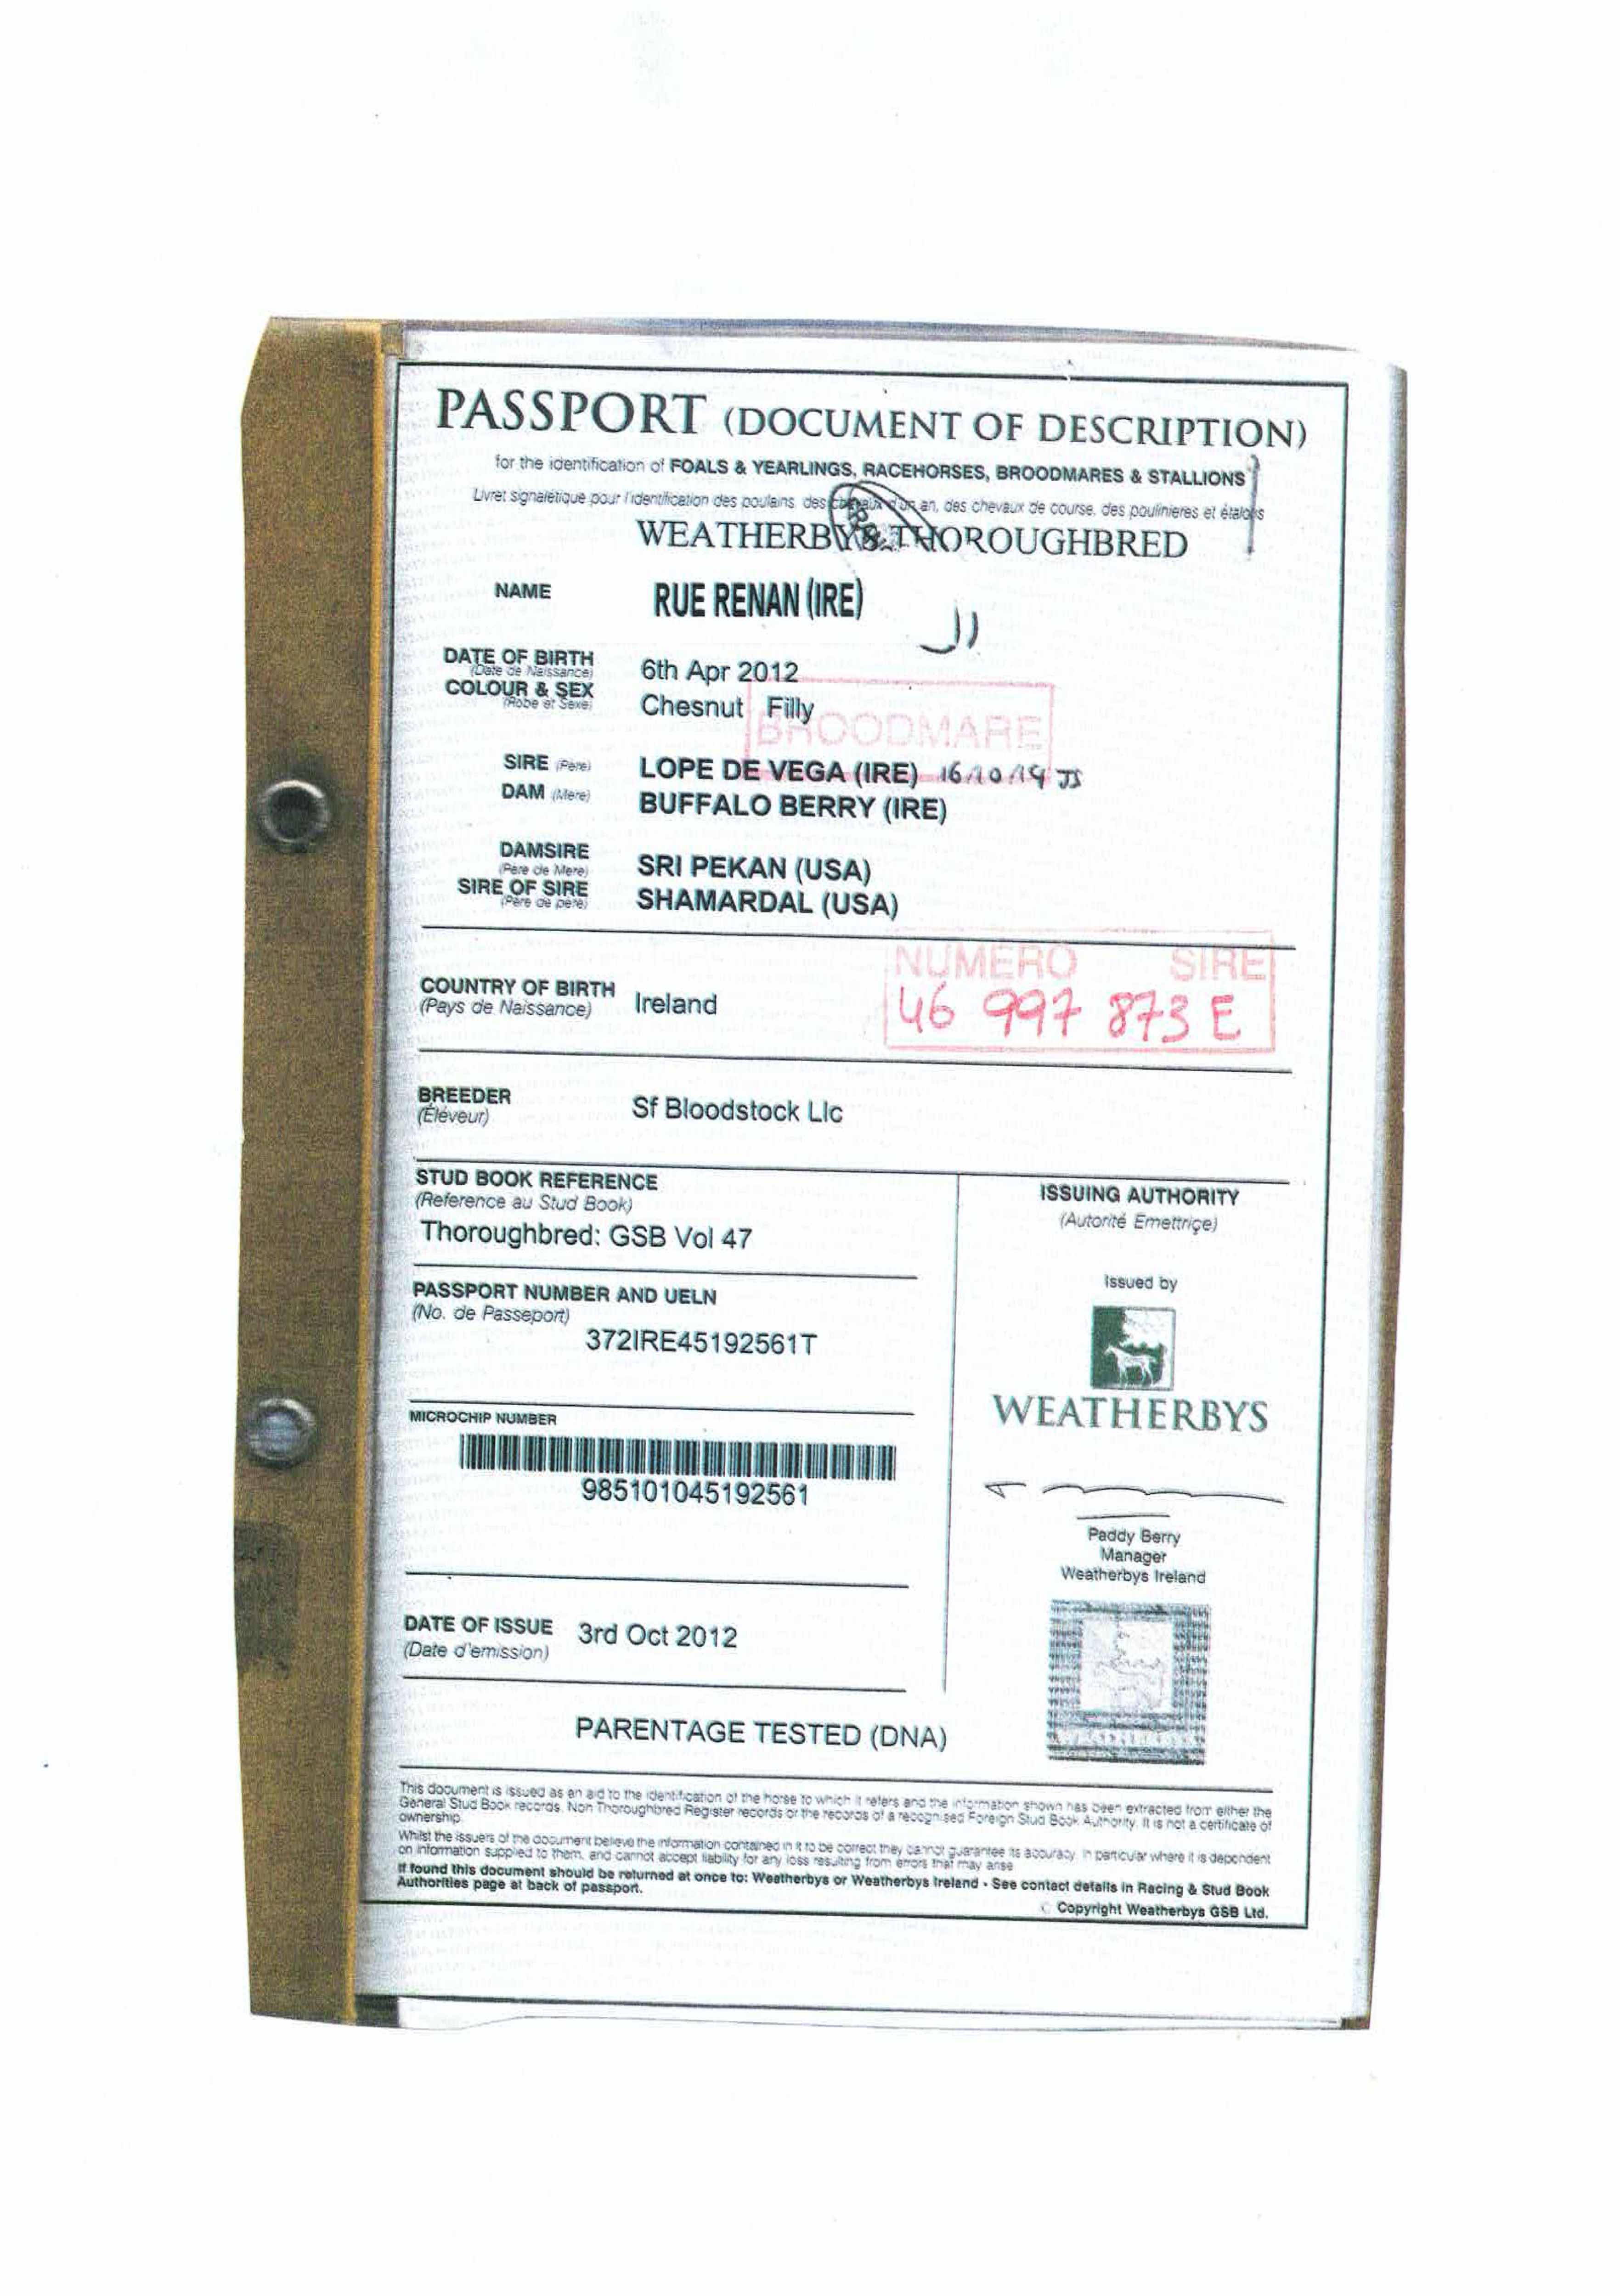 PASSPORT (DOCUMENT OF DESCRIPTION)
for the identification of FOALS & YEARLINGS, RACEHORSES, BROODMARES & STALLIONS
Livret signalétique pour l'identification des poulains, des chevaux d'un an, des chevaux de course, des poulinieres et étalons
WEATHERBYS THOROUGHBRED
NAME RUE RENAN (IRE)
DATE OF BIRTH 6th Apr 2012
(Date de Naissance)
COLOUR & SEX Chesnut Filly
(Robe et Sexe)
BROODMARE
SIRE (Père) LOPE DE VEGA (IRE) 16/10/19 JS
DAM (Mere) BUFFALO BERRY (IRE)
DAMSIRE SRI PEKAN (USA)
(Père de Mere)
SIRE OF SIRE SHAMARDAL (USA)
(Père de père)
NUMERO SIRE
46 997 873 E
COUNTRY OF BIRTH Ireland
(Pays de Naissance)
BREEDER Sf Bloodstock Llc
(Éléveur)
STUD BOOK REFERENCE
(Reference au Stud Book)
Thoroughbred: GSB Vol 47
PASSPORT NUMBER AND UELN
(No. de Passeport)
372IRE45192561T
MICROCHIP NUMBER
985101045192561
DATE OF ISSUE 3rd Oct 2012
(Date d'emission)
ISSUING AUTHORITY
(Autorité Emettriçe)
Issued by
WEATHERBYS
Paddy Berry
Manager
Weatherbys Ireland
WEATHERBYS
PARENTAGE TESTED (DNA)
This document is issued as an aid to the identification of the horse to which it refers and the information shown has been extracted from either the
General Stud Book records, Non Thoroughbred Register records or the records of a recognised Foreign Stud Book Authority. It is not a certificate of
ownership.
Whilst the issuers of the document believe the information contained in it to be correct they cannot guarantee its accuracy, in particular where it is dependent
on information supplied to them, and cannot accept liability for any loss resulting from errors that may arise
If found this document should be returned at once to: Weatherbys or Weatherbys Ireland - See contact details in Racing & Stud Book
Authorities page at back of passport.
© Copyright Weatherbys GSB Ltd.